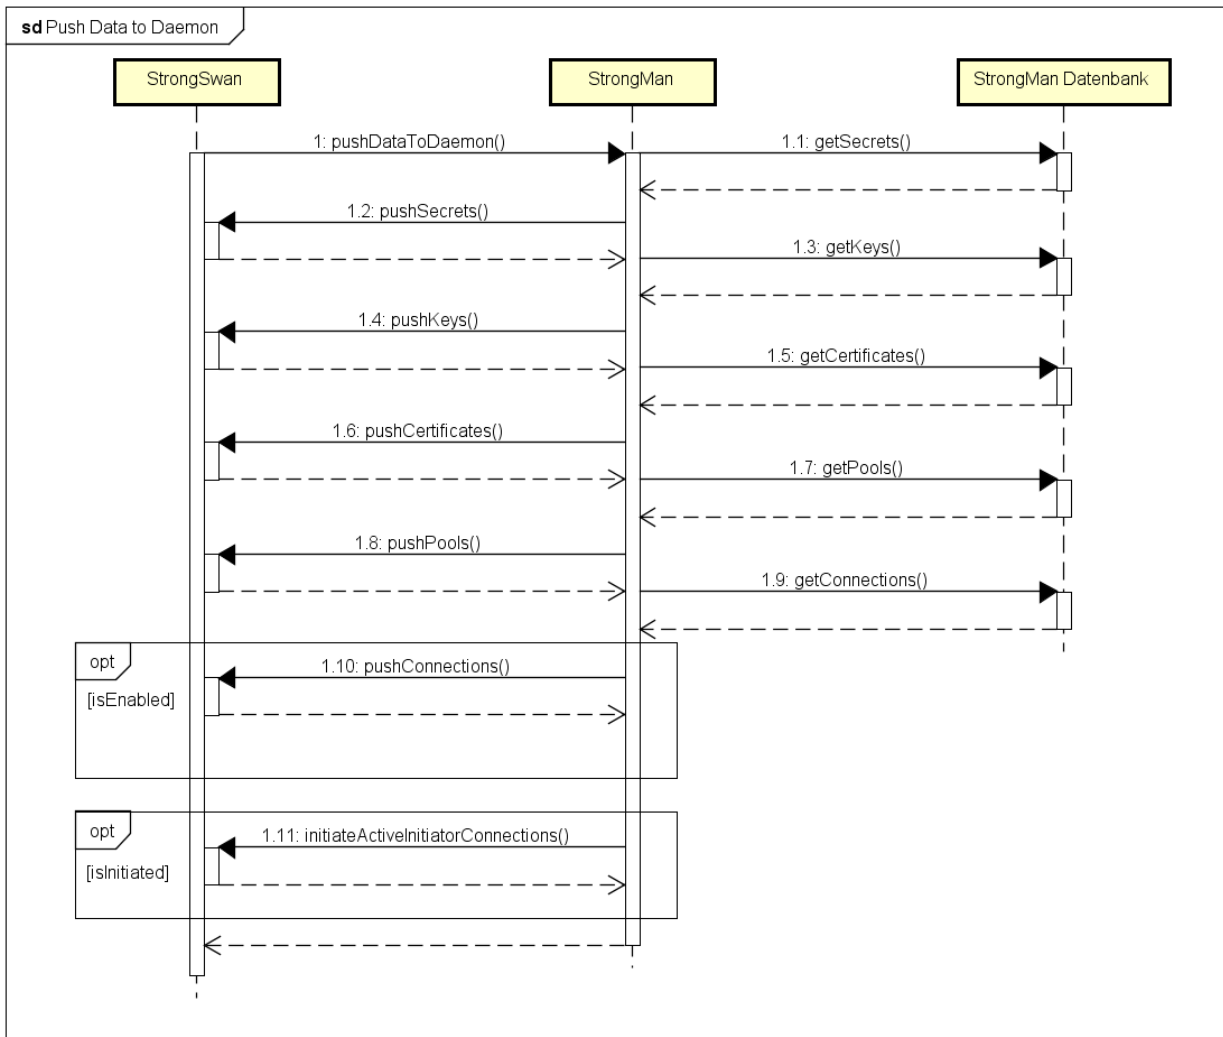 sd Push Data to Daemon
StrongSwan
StrongMan
StrongMan Datenbank
1: pushDataToDaemon()
1.1: getSecrets()
1.2: pushSecrets()
1.3: getKeys()
1.4: pushKeys()
1.5: getCertificates()
1.6: pushCertificates()
1.7: getPools()
1.8: pushPools()
1.9: getConnections()
opt
1.10: pushConnections()
[isEnabled]
opt
1.11: initiateActiveInitiatorConnections()
[isInitiated]